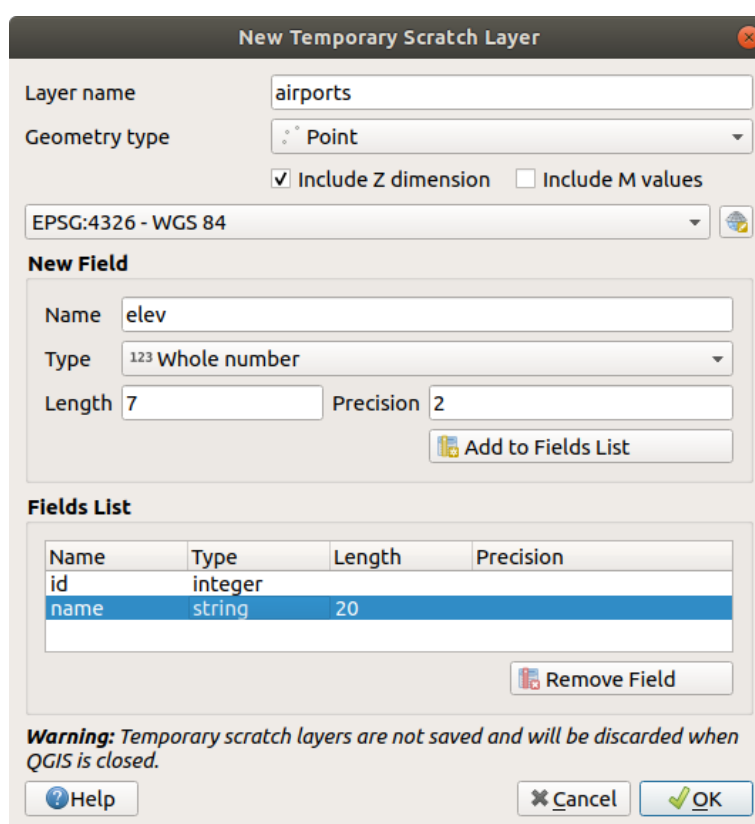 New Temporary Scratch Layer
Layer name airports
Geometry type Point
Include Z dimension Include M values
EPSG:4326 - WGS 84
New Field
Name elev
Type 123 Whole number
Length 7 Precision 2
Add to Fields List
Fields List
Name Type Length Precision
id integer
name string 20
Remove Field
Warning: Temporary scratch layers are not saved and will be discarded when
QGIS is closed.
Help Cancel OK